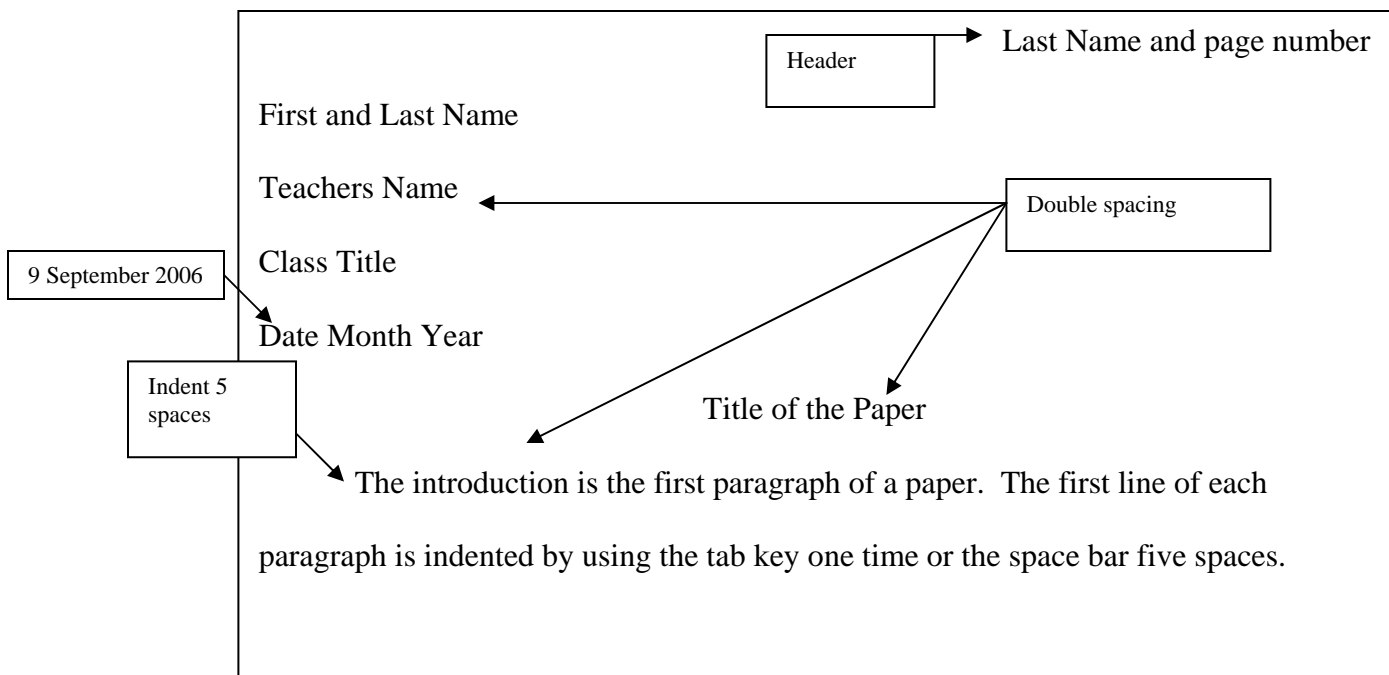 Last Name and page number
Header
First and Last Name
Teachers Name
Double spacing
Class Title
9 September 2006
Date Month Year
Indent 5
spaces
Title of the Paper
The introduction is the first paragraph of a paper.  The first line of each
paragraph is indented by using the tab key one time or the space bar five spaces.